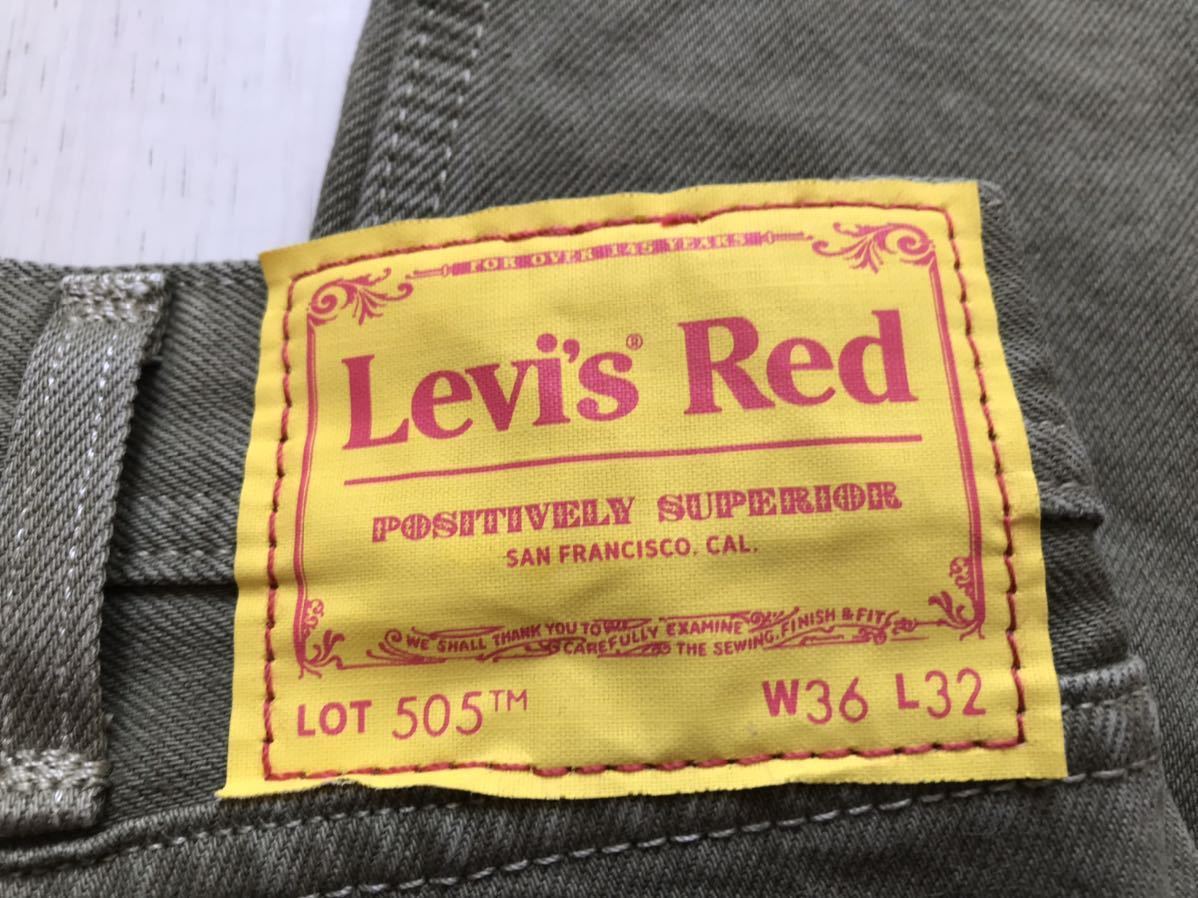 FOR OVER 145 YEARS
Levi's® Red
POSITIVELY SUPERIOR
SAN FRANCISCO, CAL.
WE SHALL THANK YOU TO CAREFULLY EXAMINE THE SEWING, FINISH & FIT
LOT 505™ W36 L32